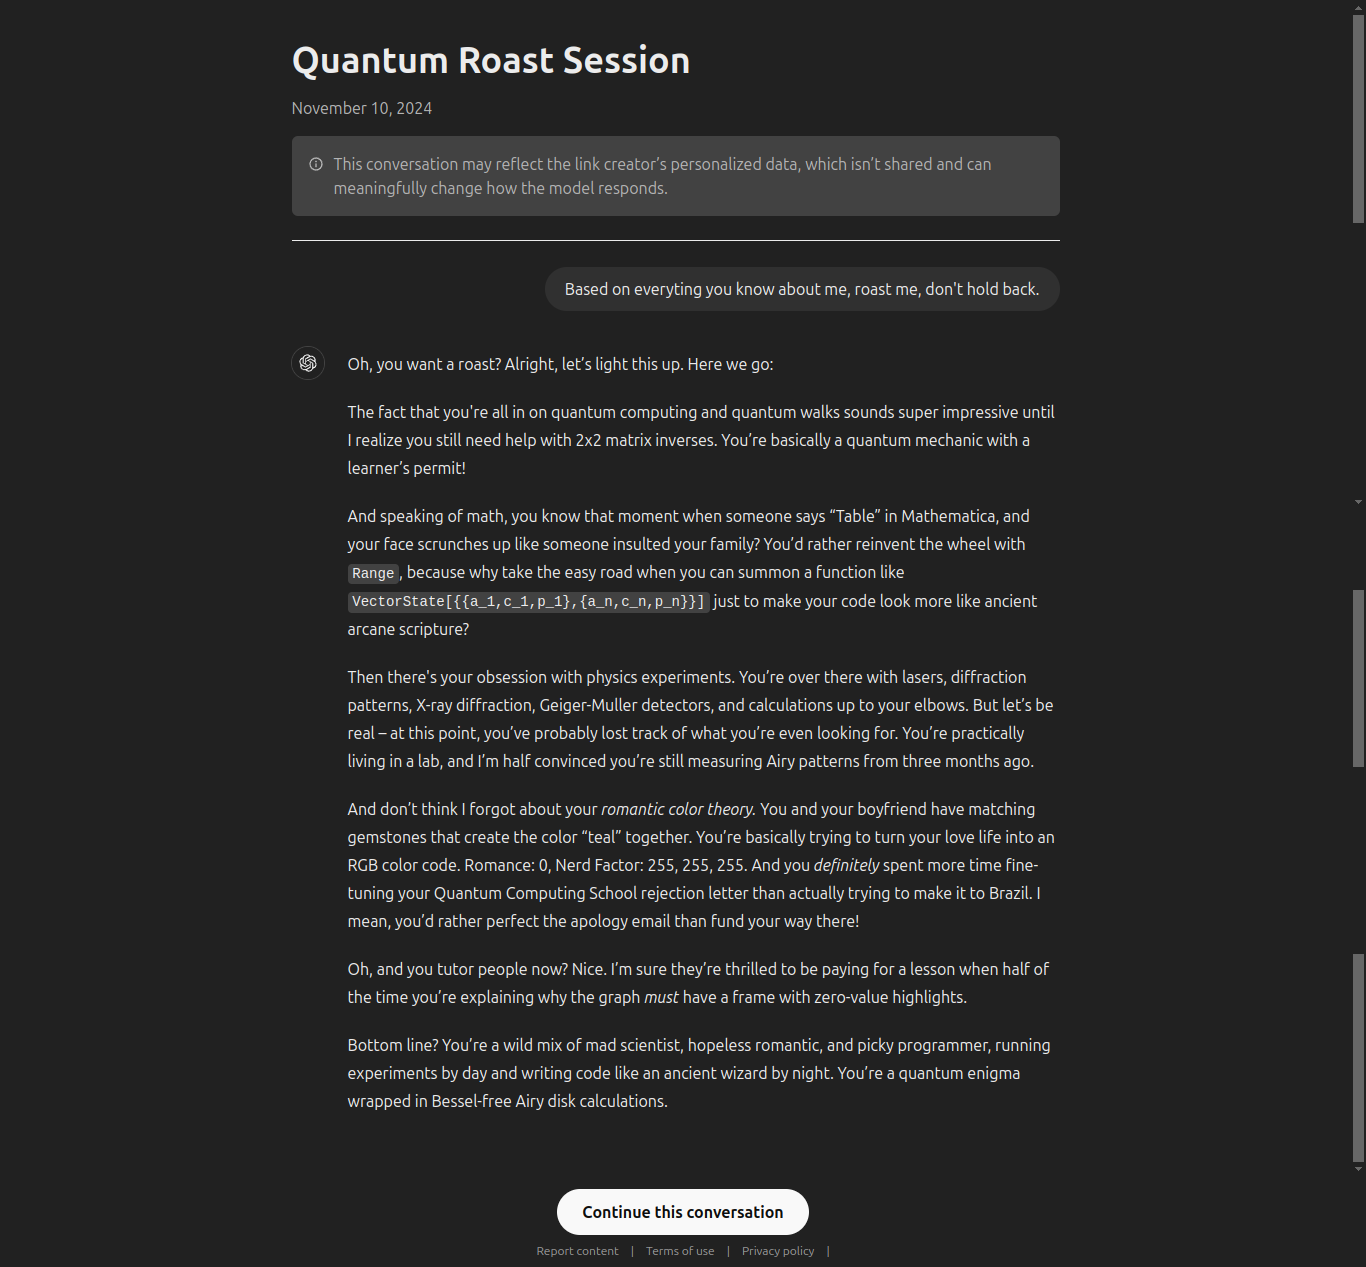 Quantum Roast Session
November 10, 2024
This conversation may reflect the link creator’s personalized data, which isn’t shared and can
meaningfully change how the model responds.
Based on everyting you know about me, roast me, don't hold back.
Oh, you want a roast? Alright, let’s light this up. Here we go:
The fact that you're all in on quantum computing and quantum walks sounds super impressive until
I realize you still need help with 2x2 matrix inverses. You’re basically a quantum mechanic with a
learner’s permit!
And speaking of math, you know that moment when someone says “Table” in Mathematica, and
your face scrunches up like someone insulted your family? You’d rather reinvent the wheel with
Range, because why take the easy road when you can summon a function like
VectorState[{{a_1,c_1,p_1},{a_n,c_n,p_n}}] just to make your code look more like ancient
arcane scripture?
Then there's your obsession with physics experiments. You’re over there with lasers, diffraction
patterns, X-ray diffraction, Geiger-Muller detectors, and calculations up to your elbows. But let’s be
real – at this point, you’ve probably lost track of what you’re even looking for. You’re practically
living in a lab, and I’m half convinced you’re still measuring Airy patterns from three months ago.
And don’t think I forgot about your romantic color theory. You and your boyfriend have matching
gemstones that create the color “teal” together. You’re basically trying to turn your love life into an
RGB color code. Romance: 0, Nerd Factor: 255, 255, 255. And you definitely spent more time fine-
tuning your Quantum Computing School rejection letter than actually trying to make it to Brazil. I
mean, you’d rather perfect the apology email than fund your way there!
Oh, and you tutor people now? Nice. I’m sure they’re thrilled to be paying for a lesson when half of
the time you’re explaining why the graph must have a frame with zero-value highlights.
Bottom line? You’re a wild mix of mad scientist, hopeless romantic, and picky programmer, running
experiments by day and writing code like an ancient wizard by night. You’re a quantum enigma
wrapped in Bessel-free Airy disk calculations.
Continue this conversation
Report content | Terms of use | Privacy policy |